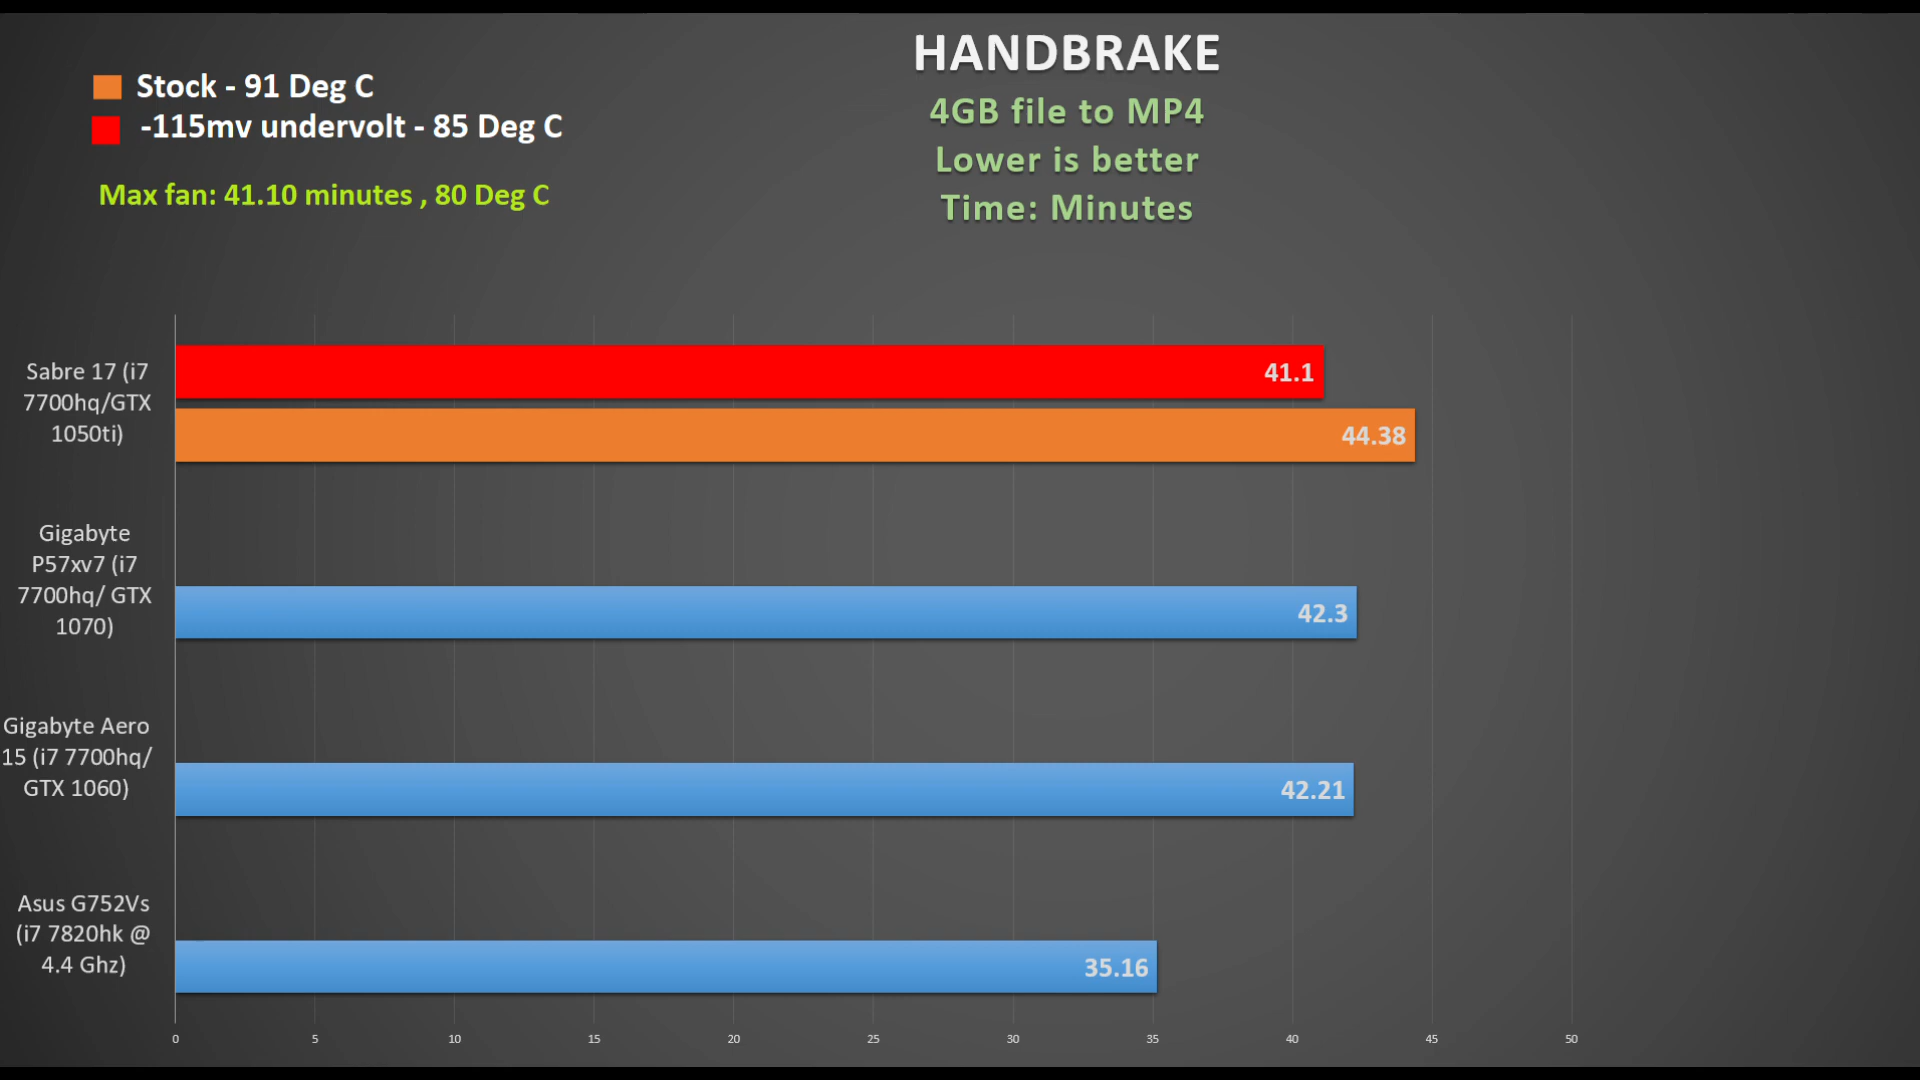 HANDBRAKE
4GB file to MP4
Lower is better
Time: Minutes
Stock - 91 Deg C
-115mv undervolt - 85 Deg C
Max fan: 41.10 minutes , 80 Deg C
Sabre 17 (i7
7700hq/GTX
1050ti)
41.1
44.38
Gigabyte
P57xv7 (i7
7700hq/ GTX
1070)
42.3
Gigabyte Aero
15 (i7 7700hq/
GTX 1060)
42.21
Asus G752Vs
(i7 7820hk @
4.4 Ghz)
35.16
0 5 10 15 20 25 30 35 40 45 50